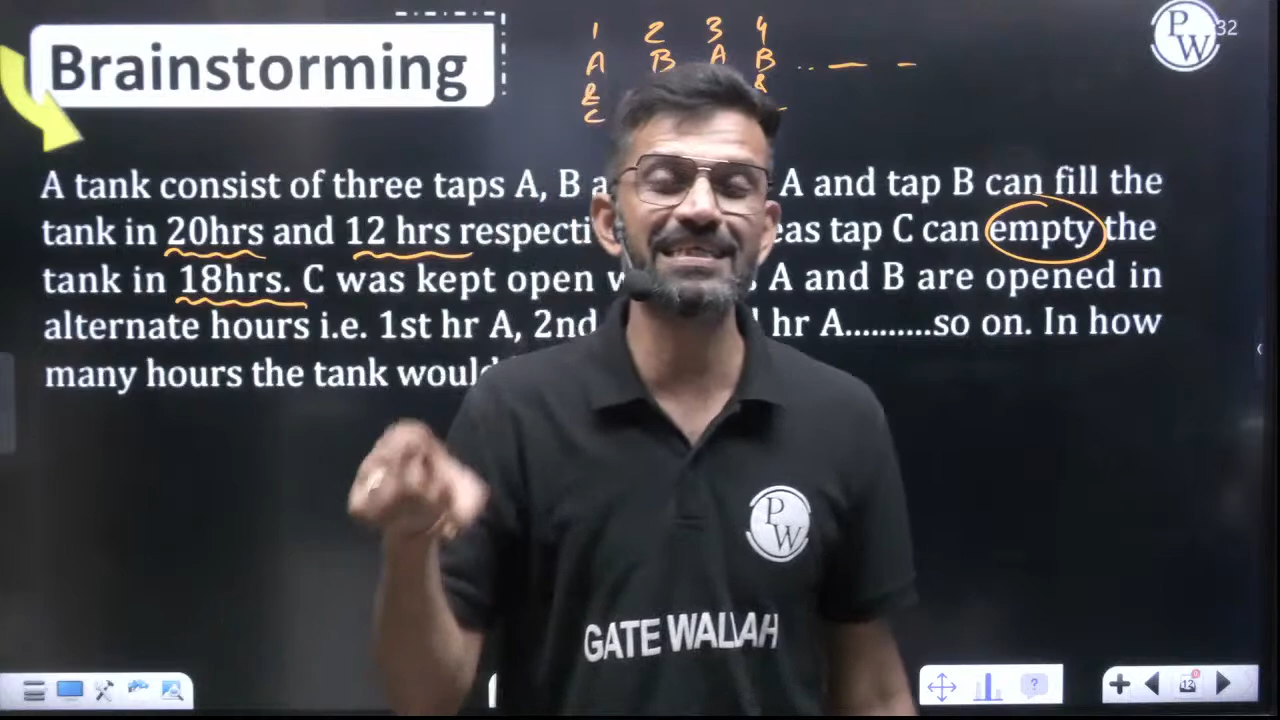 Brainstorming
1 2 3 4
A B A B .. — -
& &
C
PW 32
A tank consist of three taps A, B A and tap B can fill the
tank in 20hrs and 12 hrs respecti eas tap C can empty the
tank in 18hrs. C was kept open A and B are opened in
alternate hours i.e. 1st hr A, 2nd hr A..........so on. In how
many hours the tank would
PW
GATE WALLAH